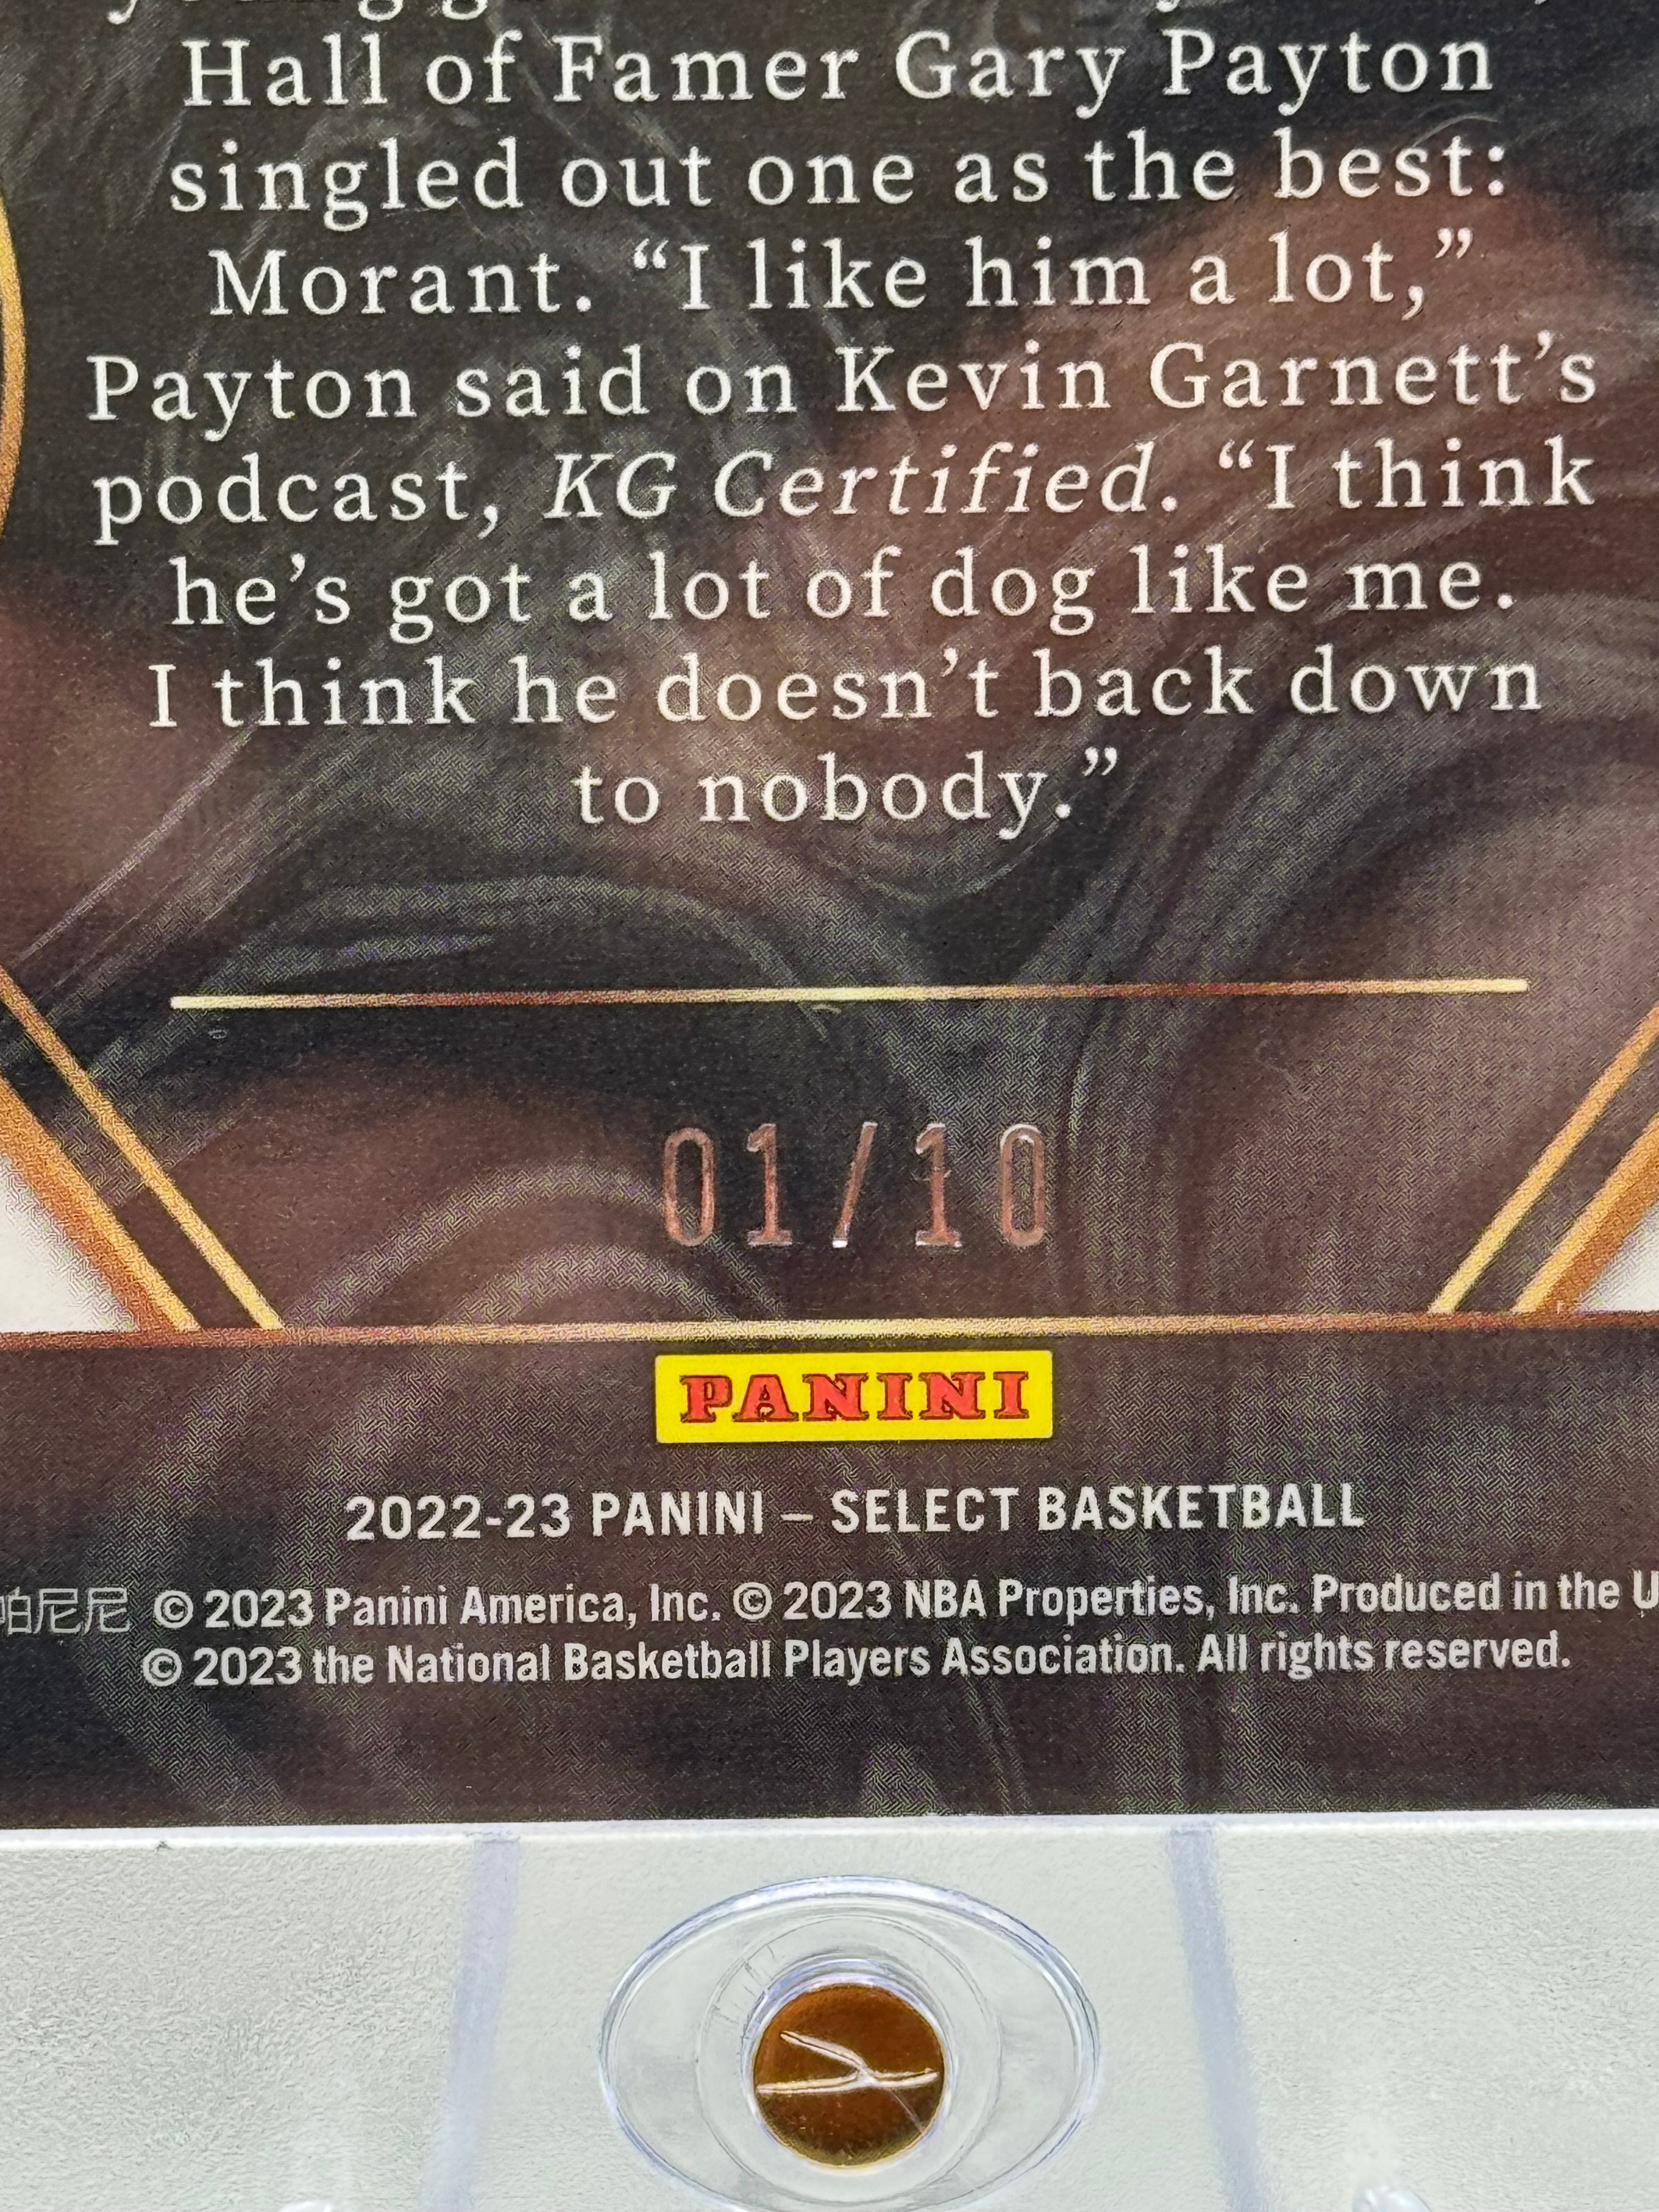 Hall of Famer Gary Payton
singled out one as the best:
Morant. “I like him a lot,”
Payton said on Kevin Garnett’s
podcast, KG Certified. “I think
he’s got a lot of dog like me.
I think he doesn’t back down
to nobody.”
01/10
PANINI
2022-23 PANINI – SELECT BASKETBALL
帕尼尼 © 2023 Panini America, Inc. © 2023 NBA Properties, Inc. Produced in the
© 2023 the National Basketball Players Association. All rights reserved.